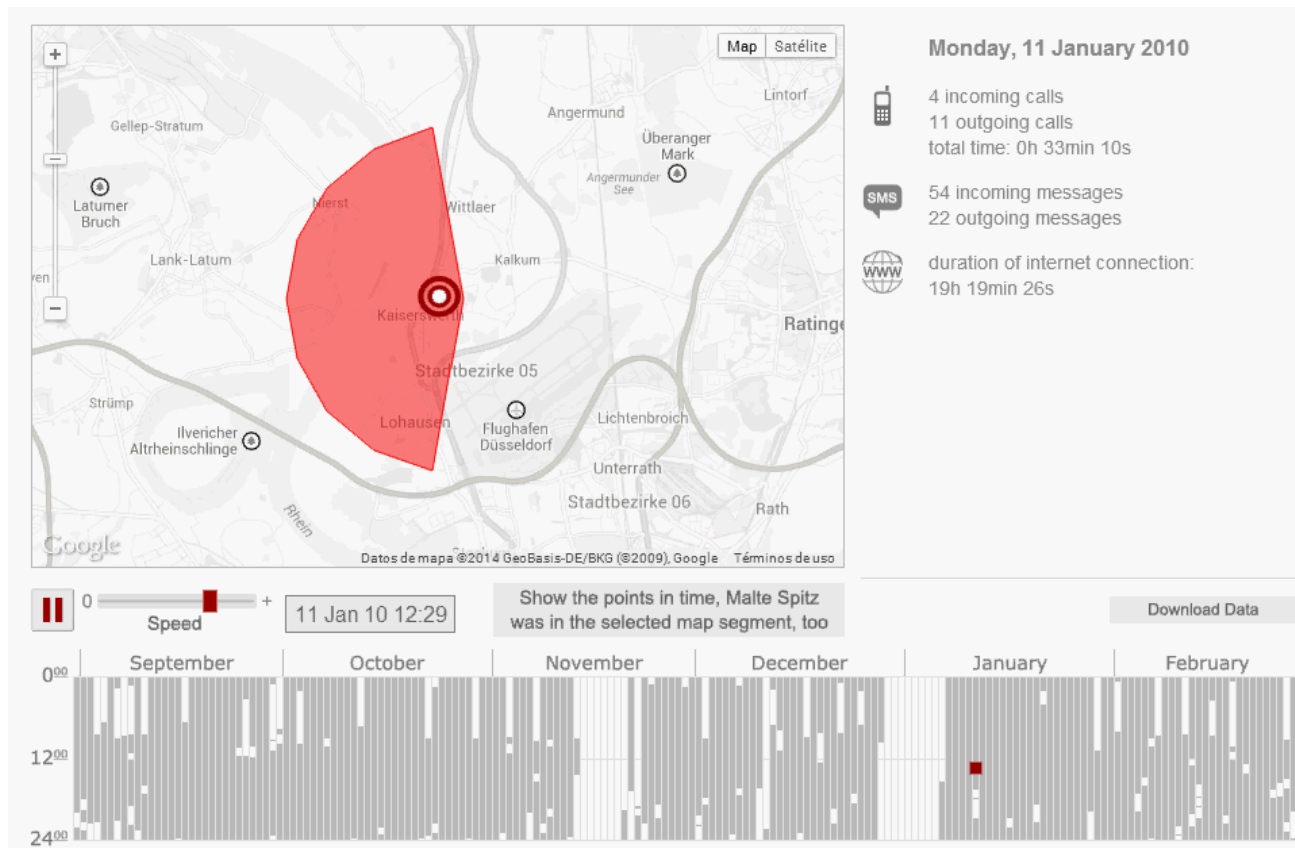 Map Satélite
Lintorf
Angermund
Gellep-Stratum
Überanger
Mark
Angermunder
See
Latumer
Bruch
Nierst
Wittlaer
Lank-Latum
Kalkum
Kaiserswerth
Ratinge
Stadtbezirke 05
Strümp
Lohausen
Ilvericher
Altrheinschlinge
Flughafen
Düsseldorf
Lichtenbroich
Unterrath
Stadtbezirke 06
Rath
Rhein
Google
Datos de mapa ©2014 GeoBasis-DE/BKG (©2009), Google Términos de uso
Monday, 11 January 2010
4 incoming calls
11 outgoing calls
total time: 0h 33min 10s
SMS
54 incoming messages
22 outgoing messages
WWW
duration of internet connection:
19h 19min 26s
0 +
Speed
11 Jan 10 12:29
Show the points in time, Malte Spitz
was in the selected map segment, too
Download Data
September October November December January February
0⁰⁰
12⁰⁰
24⁰⁰